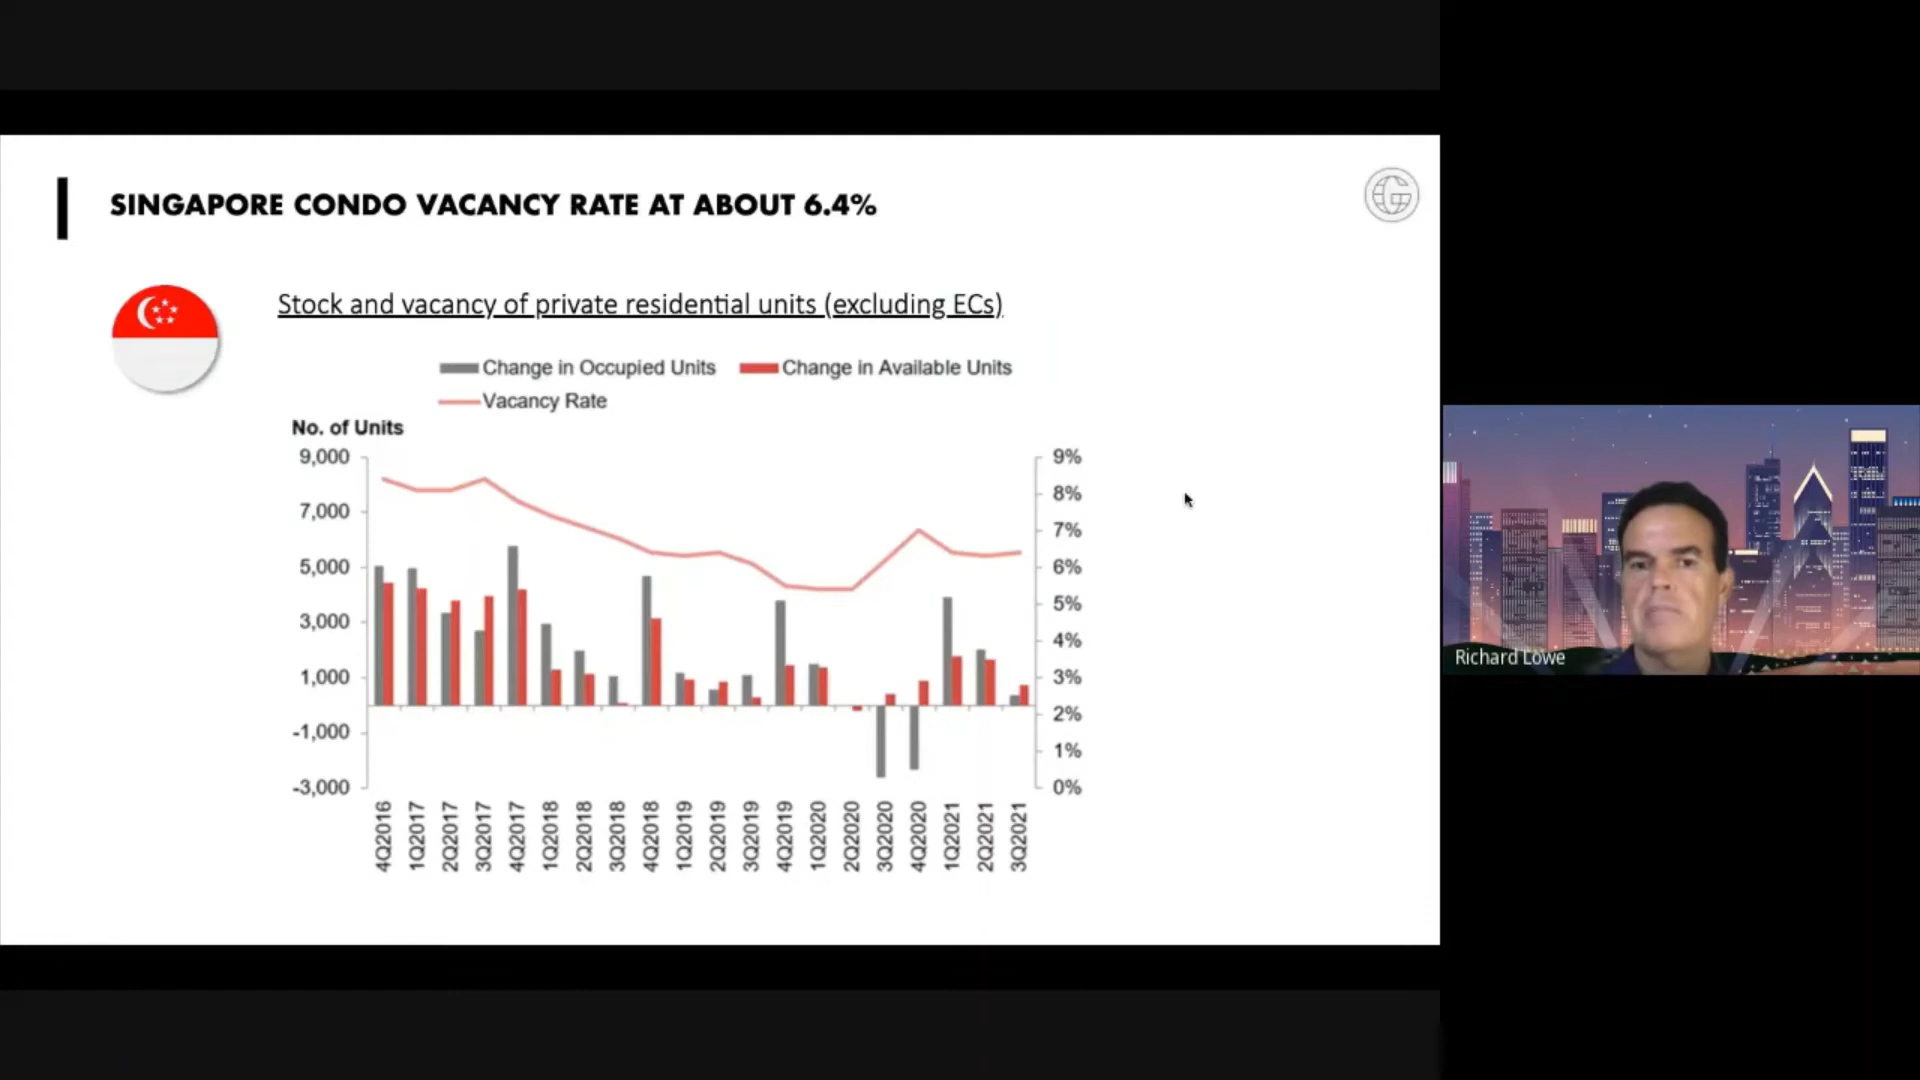 SINGAPORE CONDO VACANCY RATE AT ABOUT 6.4%
Stock and vacancy of private residential units (excluding ECs)
Change in Occupied Units Change in Available Units
Vacancy Rate
No. of Units
9,000 9%
8%
7,000
7%
5,000 6%
5%
3,000
4%
1,000 3%
2%
-1,000
1%
-3,000 0%
4Q2016 1Q2017 2Q2017 3Q2017 4Q2017 1Q2018 2Q2018 3Q2018 4Q2018 1Q2019 2Q2019 3Q2019 4Q2019 1Q2020 2Q2020 3Q2020 4Q2020 1Q2021 2Q2021 3Q2021
Richard Lowe